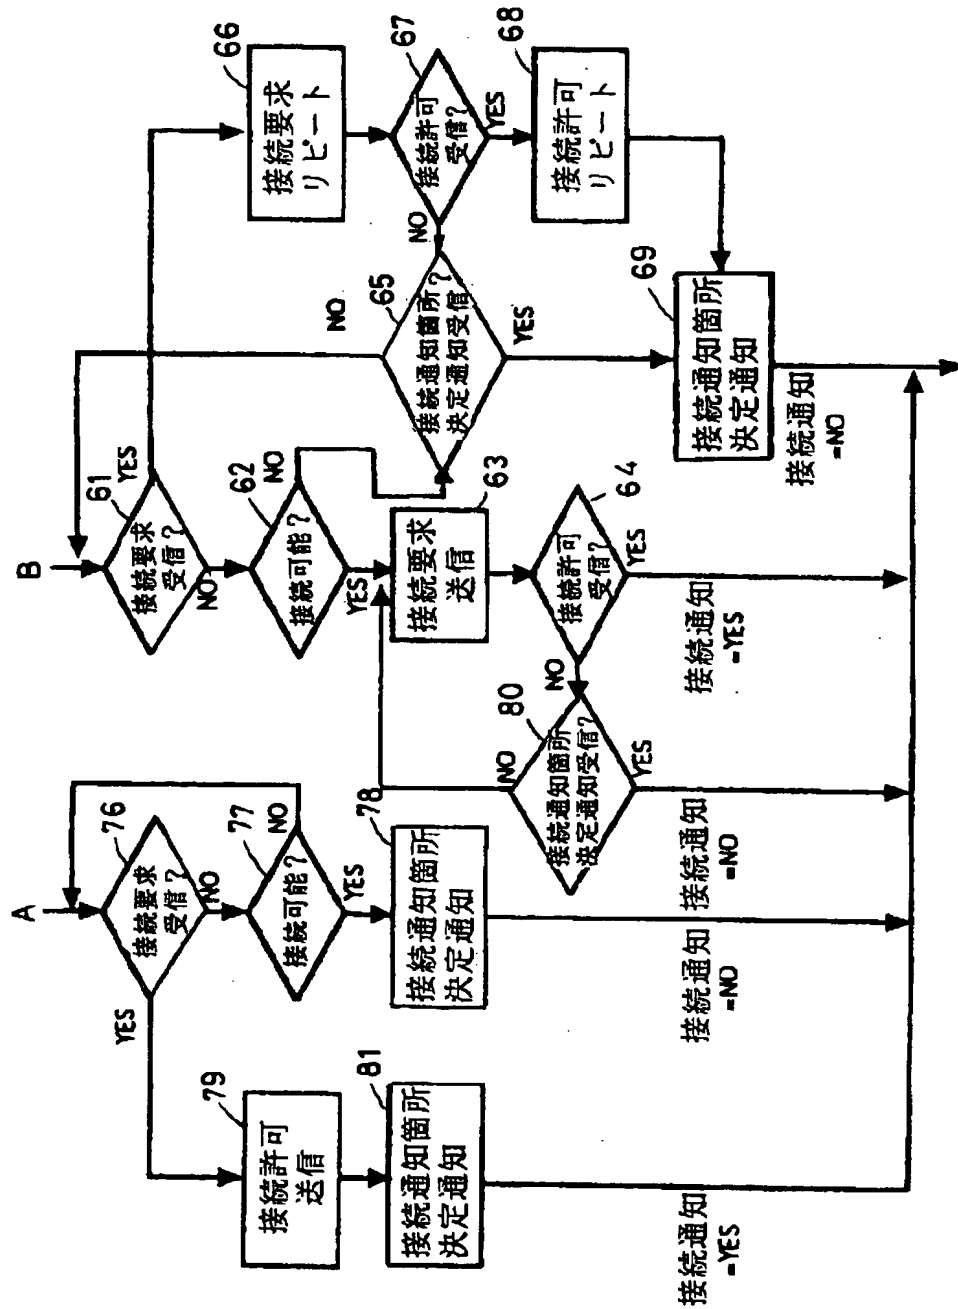 A
76
接続要求
受信?
YES
NO
77
接続可能?
NO
YES
78
接続通知箇所
決定通知
接続通知
=NO
79
接続許可
送信
81
接続通知箇所
決定通知
接続通知
=YES
B
61
接続要求
受信?
YES
NO
62
接続可能?
NO
YES
63
接続要求
送信
64
接続許可
受信?
NO
YES
接続通知
=YES
80
接続通知箇所
決定通知受信?
NO
YES
接続通知
=NO
65
接続通知箇所?
決定通知受信
NO
YES
66
接続要求
リピート
67
接続許可
受信?
NO
YES
68
接続許可
リピート
69
接続通知箇所
決定通知
接続通知
=NO